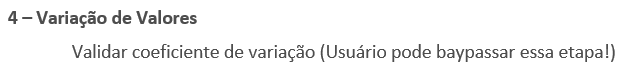 4 – Variação de Valores
Validar coeficiente de variação (Usuário pode baypassar essa etapa!)